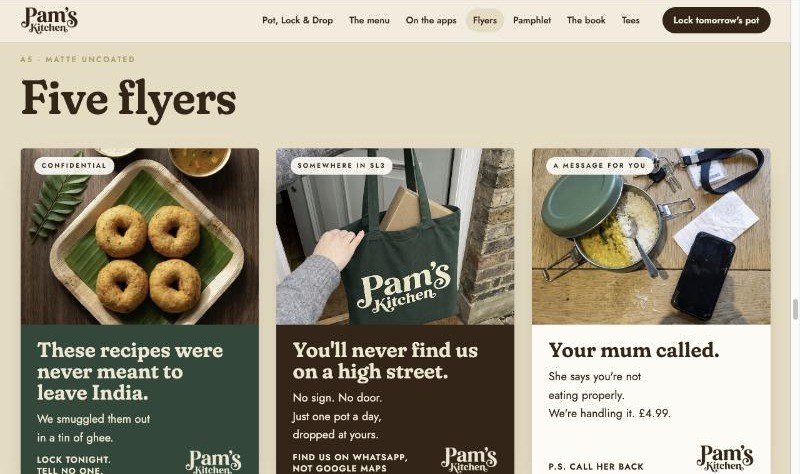 Pam's
Kitchen
Pot, Lock & Drop
The menu
On the apps
Flyers
Pamphlet
The book
Tees
Lock tomorrow's pot
A5 · MATTE UNCOATED
Five flyers
CONFIDENTIAL
These recipes were
never meant to
leave India.
We smuggled them out
in a tin of ghee.
LOCK TONIGHT.
TELL NO ONE.
Pam's
Kitchen
SOMEWHERE IN SL3
Pam's
Kitchen
You'll never find us
on a high street.
No sign. No door.
Just one pot a day,
dropped at yours.
FIND US ON WHATSAPP,
NOT GOOGLE MAPS
Pam's
Kitchen
A MESSAGE FOR YOU
Your mum called.
She says you're not
eating properly.
We're handling it. £4.99.
P.S. CALL HER BACK
Pam's
Kitchen